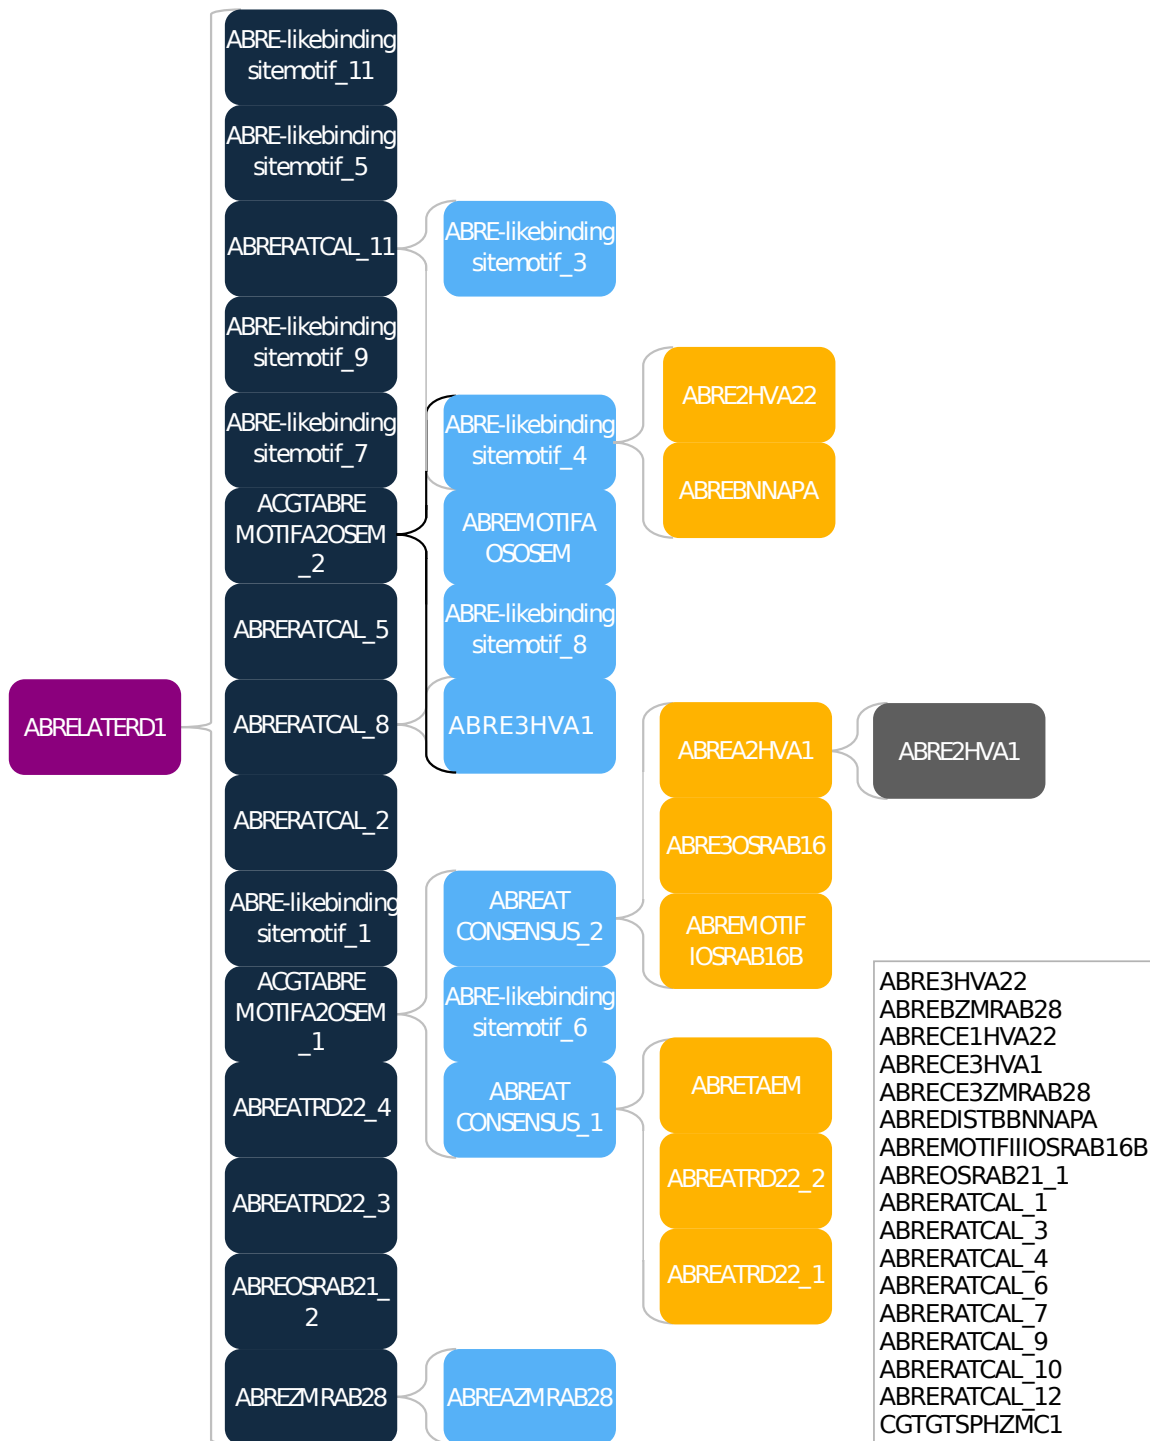 ABRELATERD1
ABRE-likebinding
sitemotif_11
ABRE-likebinding
sitemotif_5
ABRERATCAL_11
ABRE-likebinding
sitemotif_9
ABRE-likebinding
sitemotif_7
ACGTABRE
MOTIFA2OSEM
_2
ABRERATCAL_5
ABRERATCAL_8
ABRERATCAL_2
ABRE-likebinding
sitemotif_1
ACGTABRE
MOTIFA2OSEM
_1
ABREATRD22_4
ABREATRD22_3
ABREOSRAB21_
2
ABREZMRAB28
ABRE-likebinding
sitemotif_3
ABRE-likebinding
sitemotif_4
ABREMOTIFA
OSOSEM
ABRE-likebinding
sitemotif_8
ABRE3HVA1
ABREAT
CONSENSUS_2
ABRE-likebinding
sitemotif_6
ABREAT
CONSENSUS_1
ABREAZMRAB28
ABRE2HVA22
ABREBNNAPA
ABREA2HVA1
ABRE3OSRAB16
ABREMOTIF
IOSRAB16B
ABRETAEM
ABREATRD22_2
ABREATRD22_1
ABRE2HVA1
ABRE3HVA22
ABREBZMRAB28
ABRECE1HVA22
ABRECE3HVA1
ABRECE3ZMRAB28
ABREDISTBBNNAPA
ABREMOTIFIIIOSRAB16B
ABREOSRAB21_1
ABRERATCAL_1
ABRERATCAL_3
ABRERATCAL_4
ABRERATCAL_6
ABRERATCAL_7
ABRERATCAL_9
ABRERATCAL_10
ABRERATCAL_12
CGTGTSPHZMC1